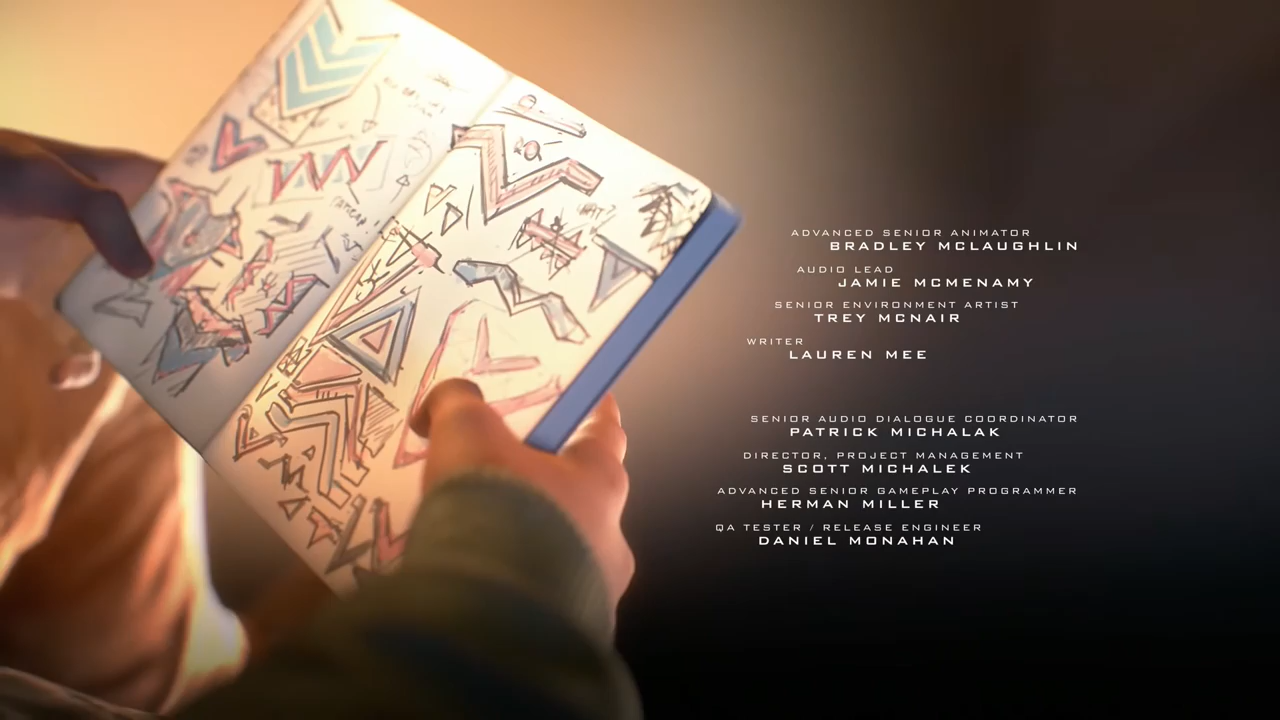 ADVANCED SENIOR ANIMATOR
BRADLEY MCLAUGHLIN
AUDIO LEAD
JAMIE MCMENAMY
SENIOR ENVIRONMENT ARTIST
TREY MCNAIR
WRITER
LAUREN MEE
SENIOR AUDIO DIALOGUE COORDINATOR
PATRICK MICHALAK
DIRECTOR, PROJECT MANAGEMENT
SCOTT MICHALEK
ADVANCED SENIOR GAMEPLAY PROGRAMMER
HERMAN MILLER
QA TESTER / RELEASE ENGINEER
DANIEL MONAHAN